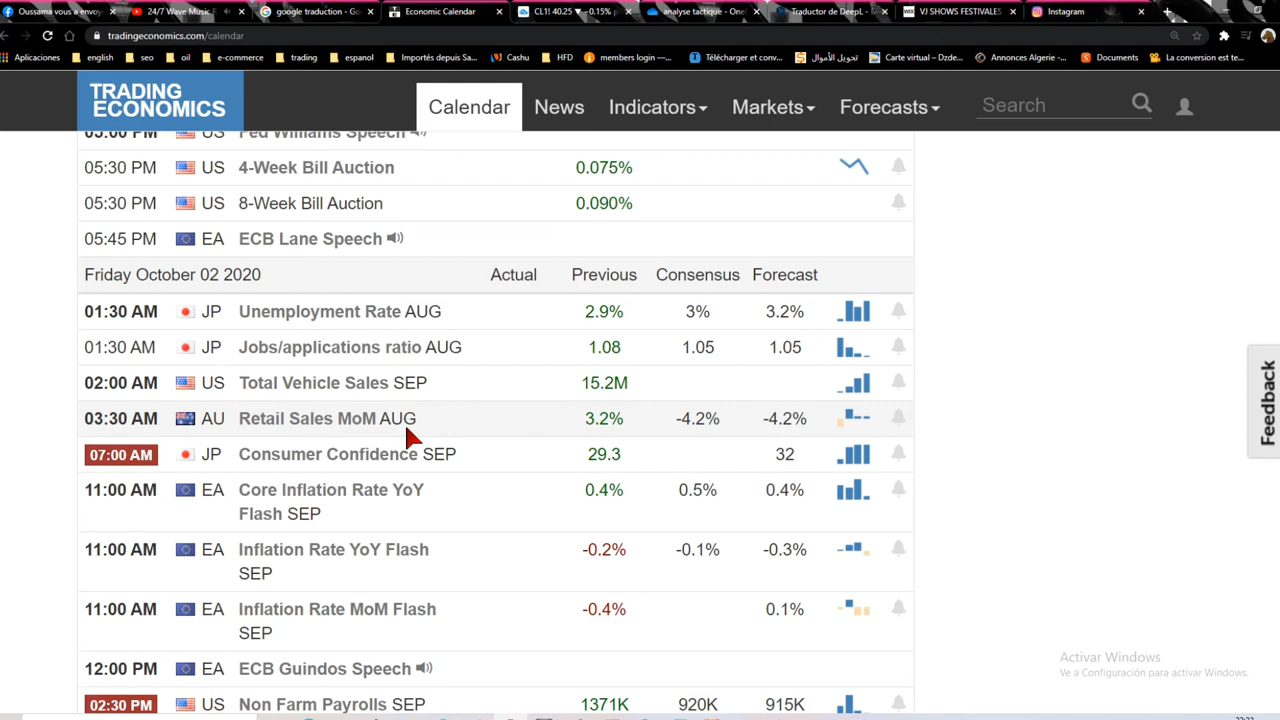 Oussama vous a envoy
24/7 Wave Music
google traduction - Go
Economic Calendar
CL1! 40.25 ▼ −0.15%
analyse tactique - One
Traductor de DeepL -
VJ SHOWS FESTIVALES
Instagram
tradingeconomics.com/calendar
Aplicaciones english seo oil e-commerce trading espanol Importés depuis Sa... Cashu HFD members login —... Télécharger et conv... تحويل الأموال Carte virtual – Dzde... Annonces Algerie -... Documents La conversion est te...
TRADING
ECONOMICS
Calendar News Indicators Markets Forecasts Search
03:00 PM US Fed Williams Speech
05:30 PM US 4-Week Bill Auction 0.075%
05:30 PM US 8-Week Bill Auction 0.090%
05:45 PM EA ECB Lane Speech
Friday October 02 2020 Actual Previous Consensus Forecast
01:30 AM JP Unemployment Rate AUG 2.9% 3% 3.2%
01:30 AM JP Jobs/applications ratio AUG 1.08 1.05 1.05
02:00 AM US Total Vehicle Sales SEP 15.2M
03:30 AM AU Retail Sales MoM AUG 3.2% -4.2% -4.2%
07:00 AM JP Consumer Confidence SEP 29.3 32
11:00 AM EA Core Inflation Rate YoY 0.4% 0.5% 0.4%
Flash SEP
11:00 AM EA Inflation Rate YoY Flash -0.2% -0.1% -0.3%
SEP
11:00 AM EA Inflation Rate MoM Flash -0.4% 0.1%
SEP
12:00 PM EA ECB Guindos Speech
02:30 PM US Non Farm Payrolls SEP 1371K 920K 915K
Feedback
Activar Windows
Ve a Configuración para activar Windows.